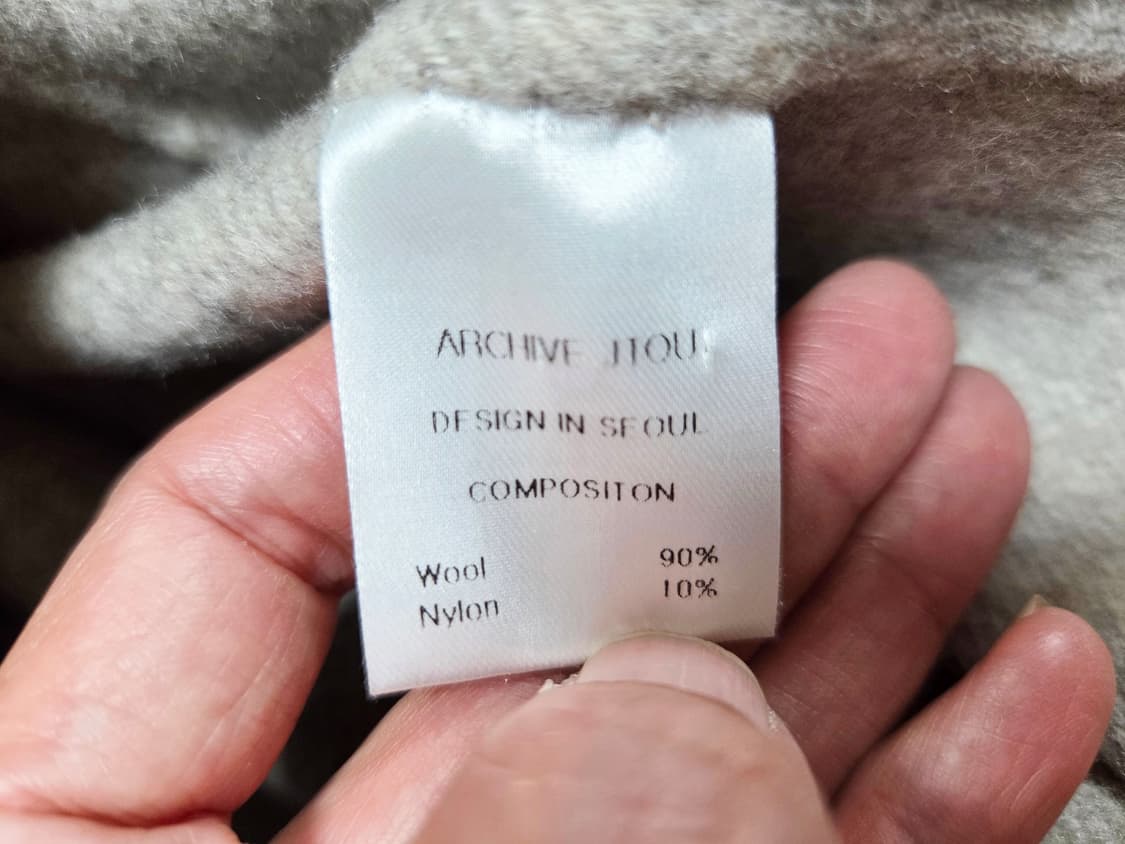 ARCHIVE
DESIGN IN SEOUL
COMPOSITON
Wool 90%
Nylon 10%